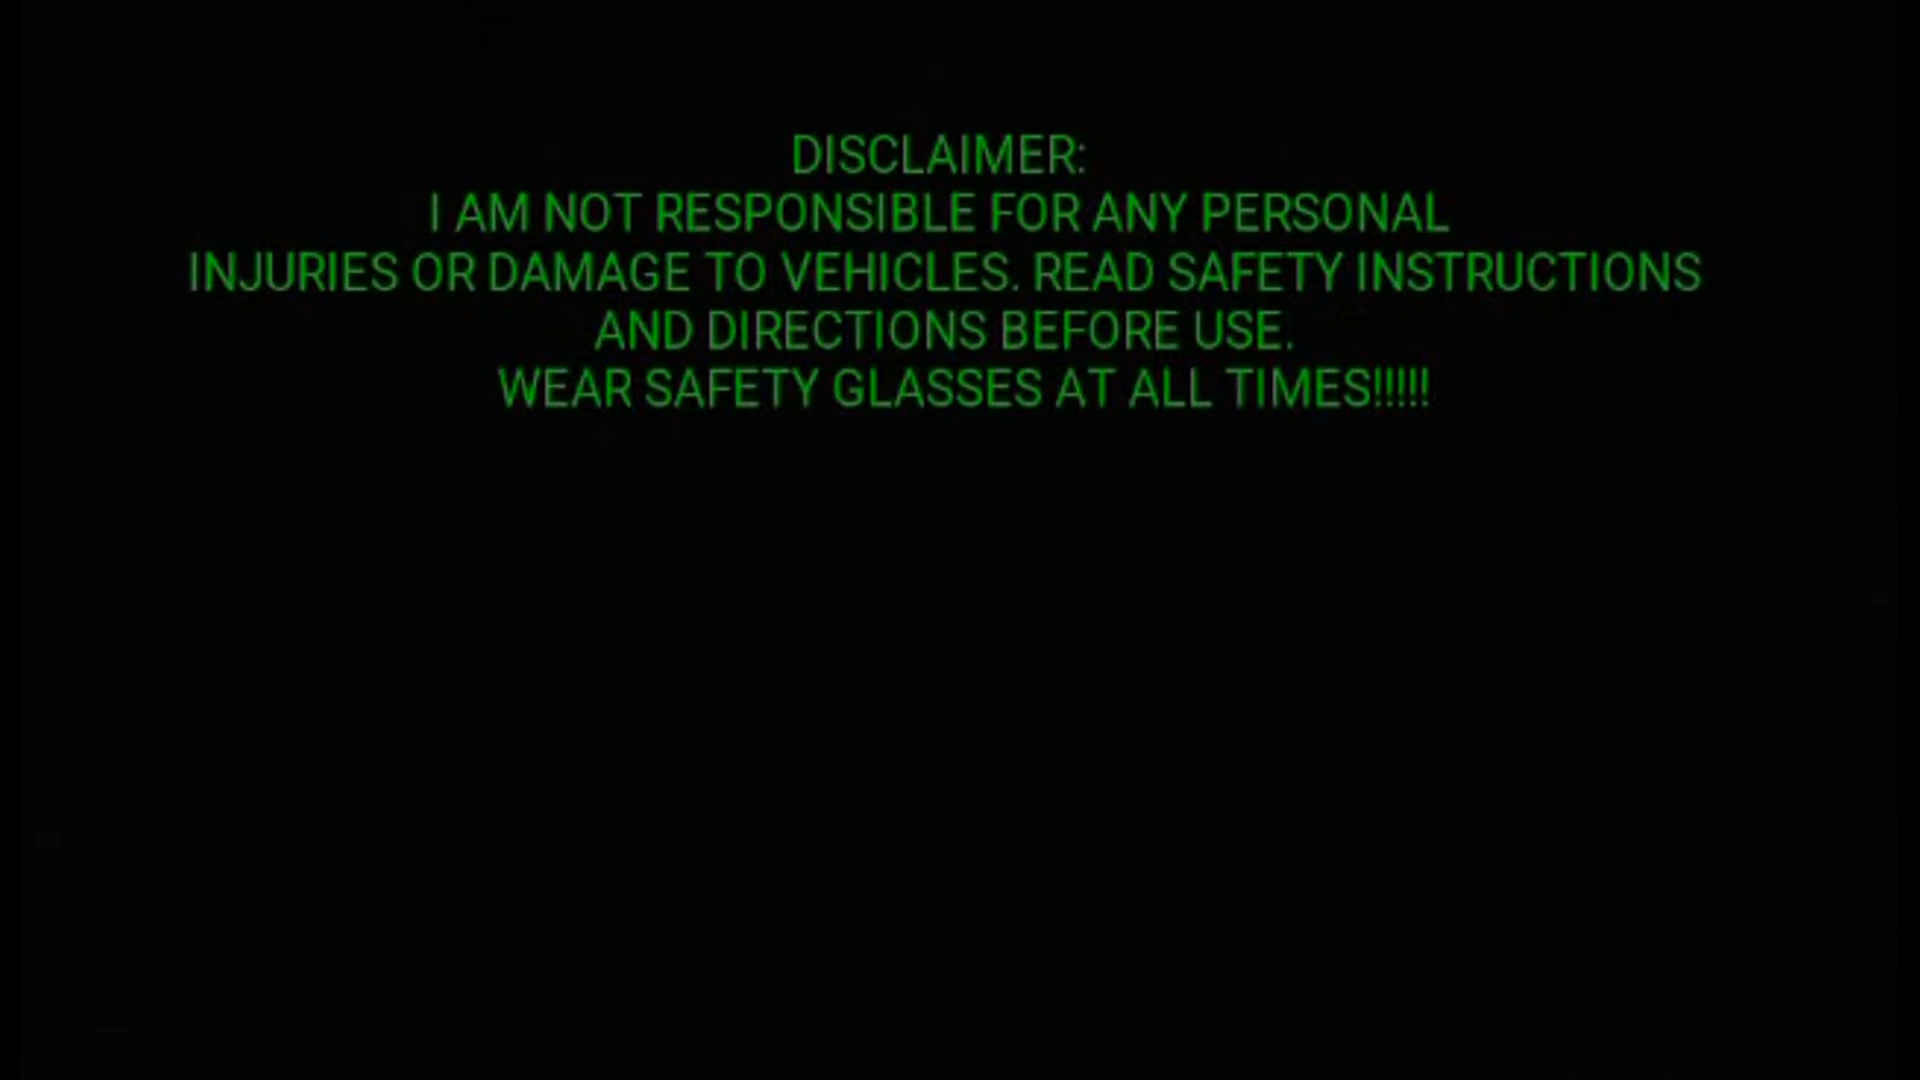 DISCLAIMER:
I AM NOT RESPONSIBLE FOR ANY PERSONAL
INJURIES OR DAMAGE TO VEHICLES. READ SAFETY INSTRUCTIONS
AND DIRECTIONS BEFORE USE.
WEAR SAFETY GLASSES AT ALL TIMES!!!!!